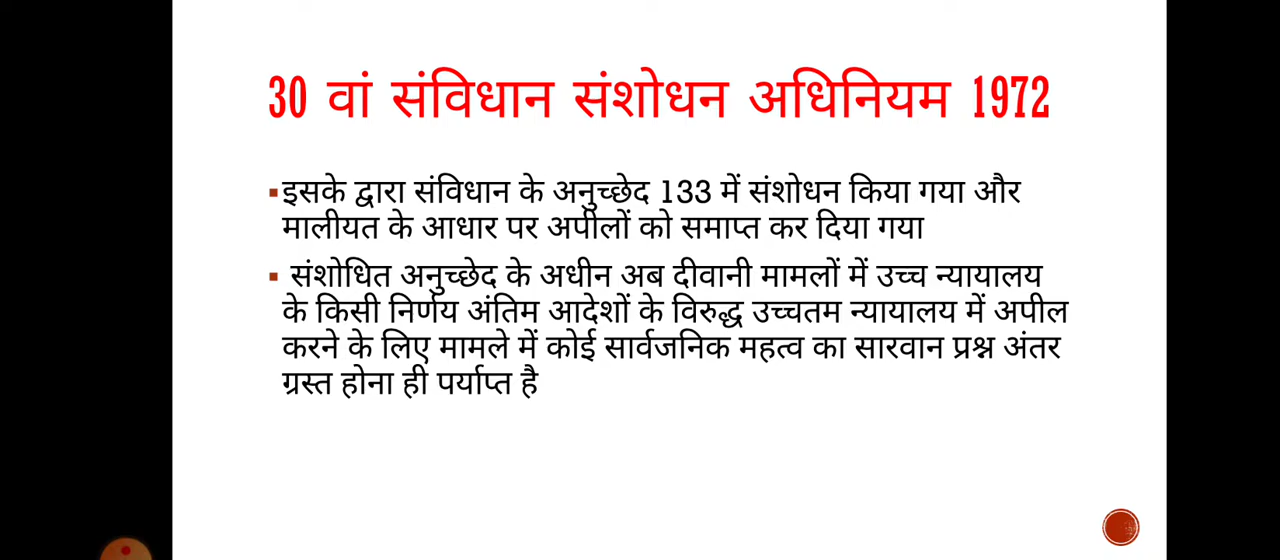 30 वां संविधान संशोधन अधिनियम 1972
▪इसके द्वारा संविधान के अनुच्छेद 133 में संशोधन किया गया और
मालीयत के आधार पर अपीलों को समाप्त कर दिया गया
▪ संशोधित अनुच्छेद के अधीन अब दीवानी मामलों में उच्च न्यायालय
के किसी निर्णय अंतिम आदेशों के विरुद्ध उच्चतम न्यायालय में अपील
करने के लिए मामले में कोई सार्वजनिक महत्व का सारवान प्रश्न अंतर
ग्रस्त होना ही पर्याप्त है